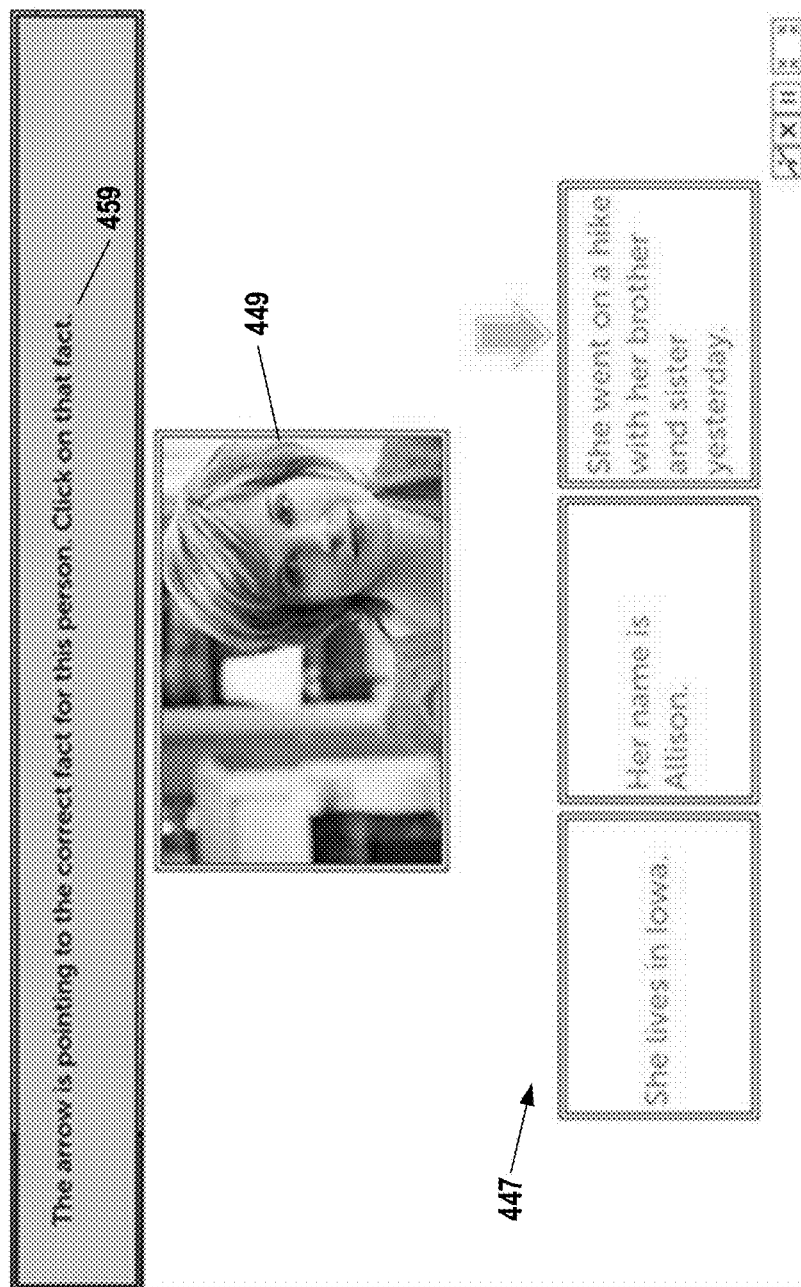 The arrow is pointing to the correct fact for this person. Click on that fact.
459
449
447
She lives in Iowa.
Her name is
Allison.
She went on a hike
with her brother
and sister
yesterday.